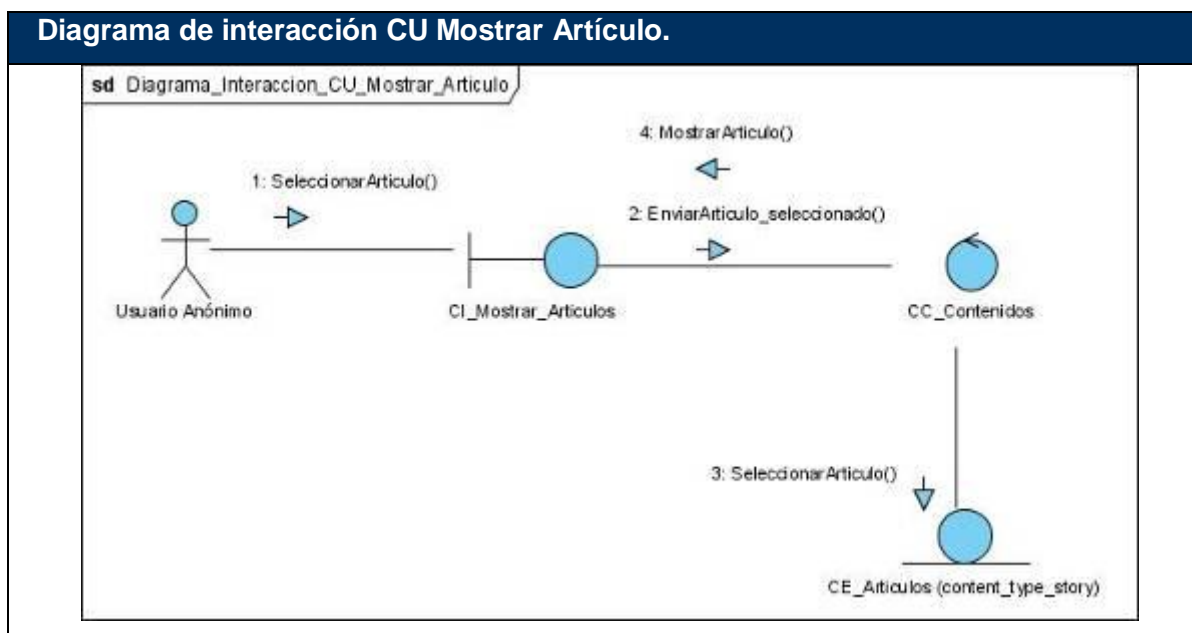 Diagrama de interacción CU Mostrar Artículo.
sd Diagrama_Interaccion_CU_Mostrar_Articulo
4: MostrarArticulo()
1: SeleccionarArticulo()
2: EnviarArticulo_seleccionado()
Usuario Anónimo
CI_Mostrar_Articulos
CC_Contenidos
3: SeleccionarArticulo()
CE_Articulos (content_type_story)